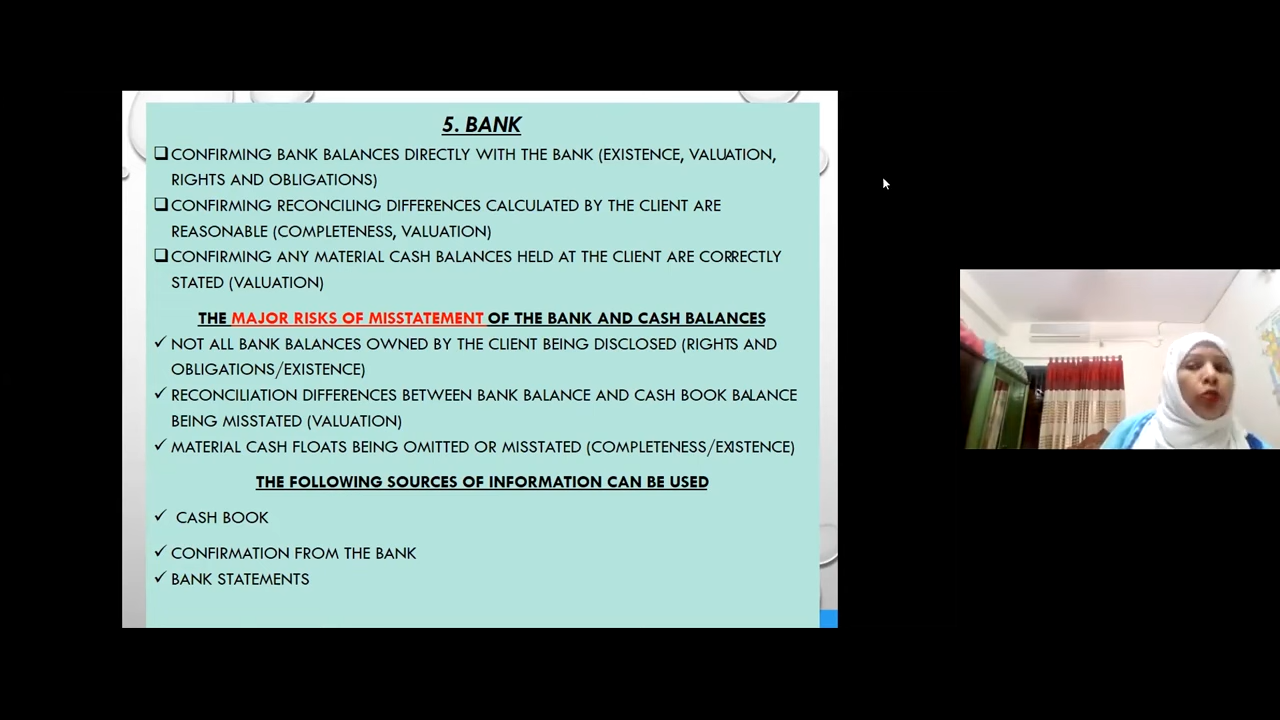 5. BANK
CONFIRMING BANK BALANCES DIRECTLY WITH THE BANK (EXISTENCE, VALUATION,
RIGHTS AND OBLIGATIONS)
CONFIRMING RECONCILING DIFFERENCES CALCULATED BY THE CLIENT ARE
REASONABLE (COMPLETENESS, VALUATION)
CONFIRMING ANY MATERIAL CASH BALANCES HELD AT THE CLIENT ARE CORRECTLY
STATED (VALUATION)
THE MAJOR RISKS OF MISSTATEMENT OF THE BANK AND CASH BALANCES
NOT ALL BANK BALANCES OWNED BY THE CLIENT BEING DISCLOSED (RIGHTS AND
OBLIGATIONS/EXISTENCE)
RECONCILIATION DIFFERENCES BETWEEN BANK BALANCE AND CASH BOOK BALANCE
BEING MISSTATED (VALUATION)
MATERIAL CASH FLOATS BEING OMITTED OR MISSTATED (COMPLETENESS/EXISTENCE)
THE FOLLOWING SOURCES OF INFORMATION CAN BE USED
CASH BOOK
CONFIRMATION FROM THE BANK
BANK STATEMENTS